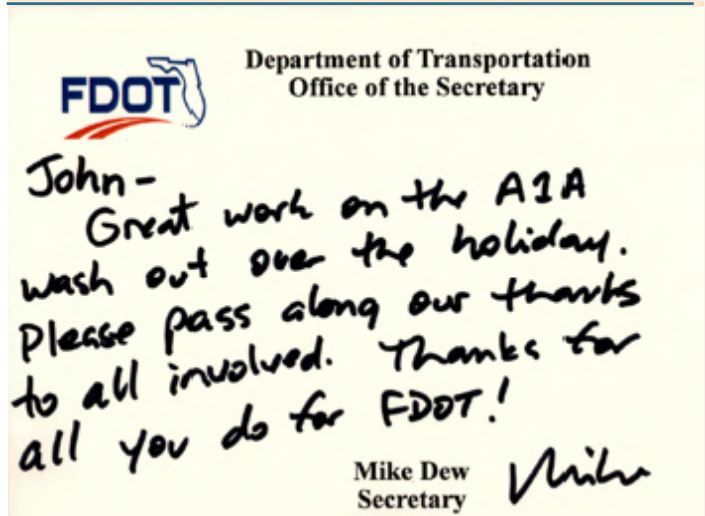 Department of Transportation
Office of the Secretary
FDOT
John-
Great work on the A1A
wash out over the holiday.
Please pass along our thanks
to all involved. Thanks for
all you do for FDOT!
Mike Dew
Secretary
Mike